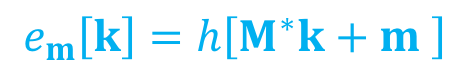 e_𝐦[𝐤] = h[𝐌*𝐤 + 𝐦 ]